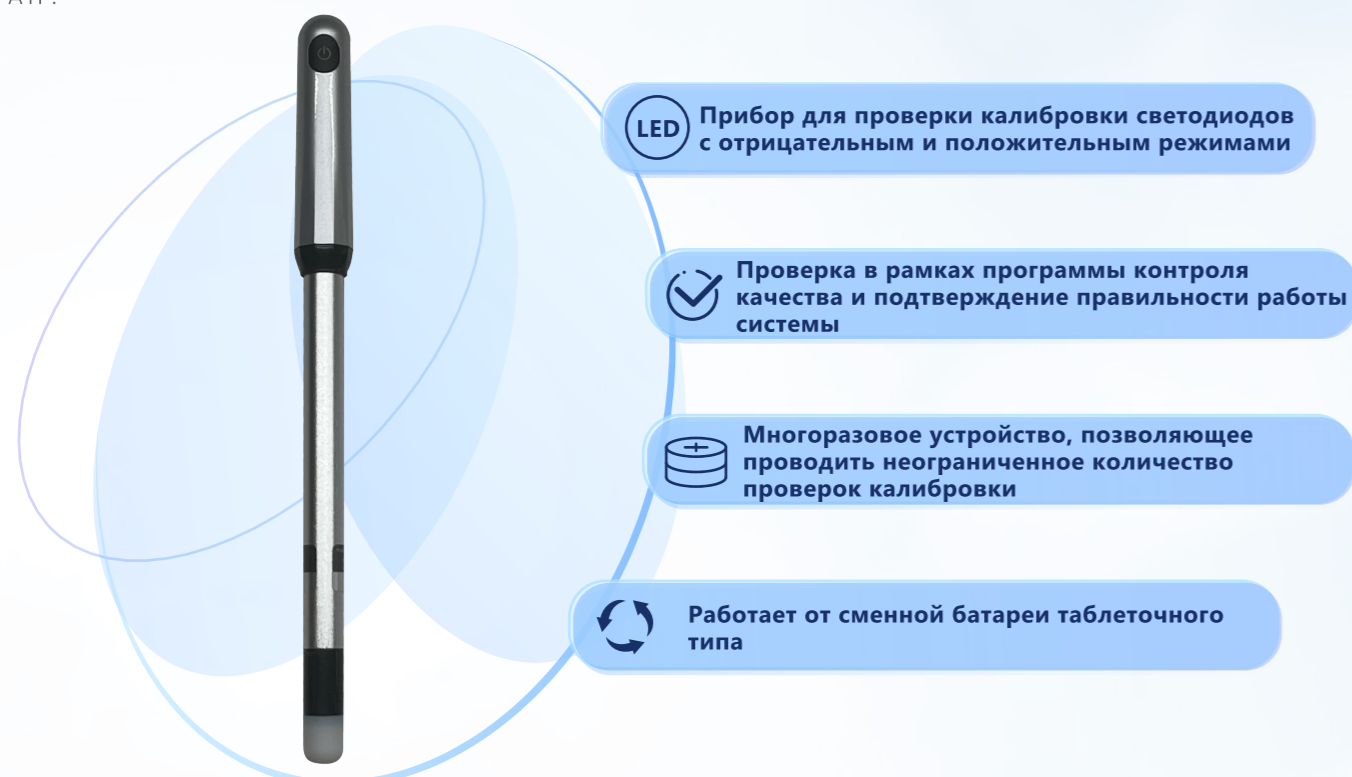 LED
Прибор для проверки калибровки светодиодов
с отрицательным и положительным режимами
Проверка в рамках программы контроля
качества и подтверждение правильности работы
системы
Многоразовое устройство, позволяющее
проводить неограниченное количество
проверок калибровки
Работает от сменной батареи таблеточного
типа